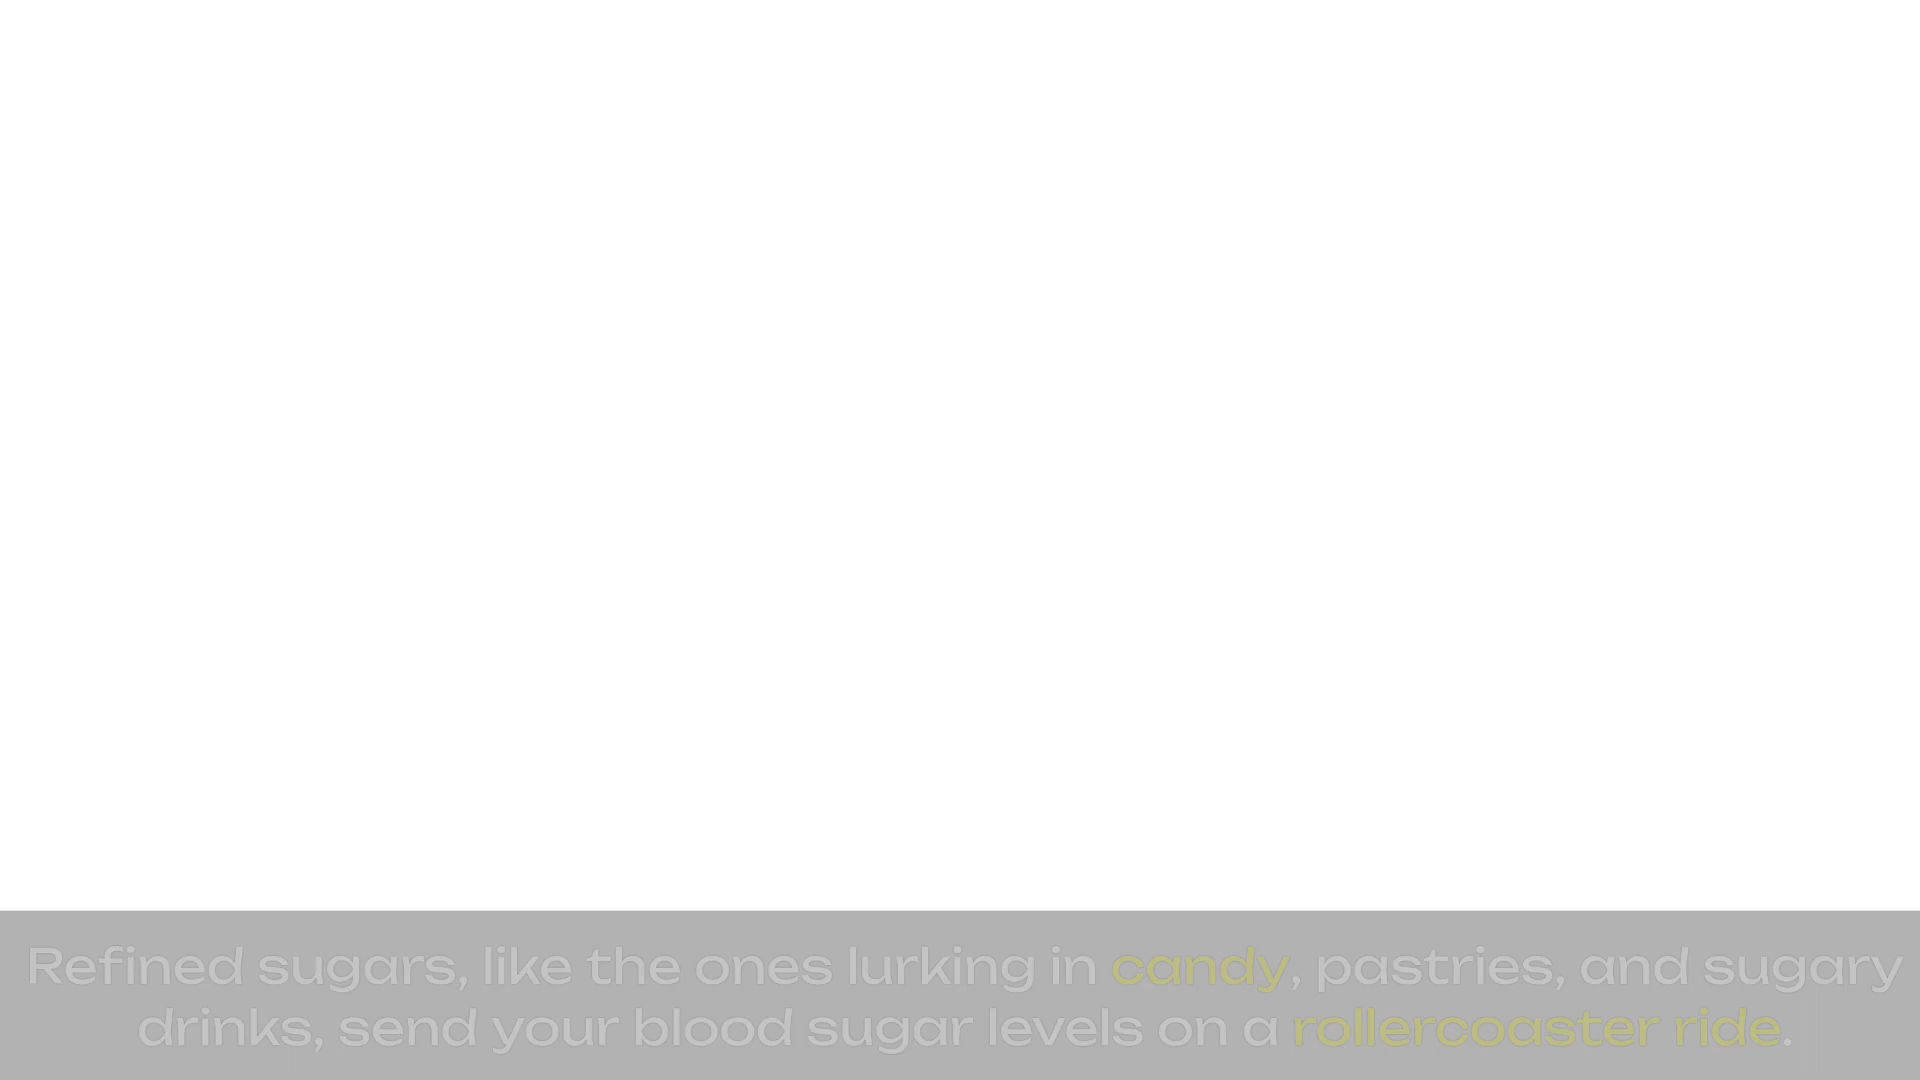 Refined sugars, like the ones lurking in candy, pastries, and sugary
drinks, send your blood sugar levels on a rollercoaster ride.